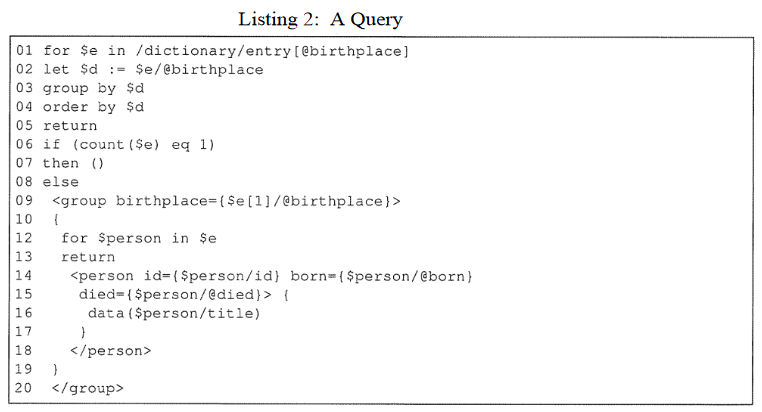 Listing 2: A Query
01 for $e in /dictionary/entry[@birthplace]
02 let $d := $e/@birthplace
03 group by $d
04 order by $d
05 return
06 if (count($e) eq 1)
07 then ()
08 else
09 <group birthplace={$e[1]/@birthplace}>
10 {
12 for $person in $e
13 return
14 <person id={$person/id} born={$person/@born}
15 died={$person/@died}> {
16 data($person/title)
17 }
18 </person>
19 }
20 </group>